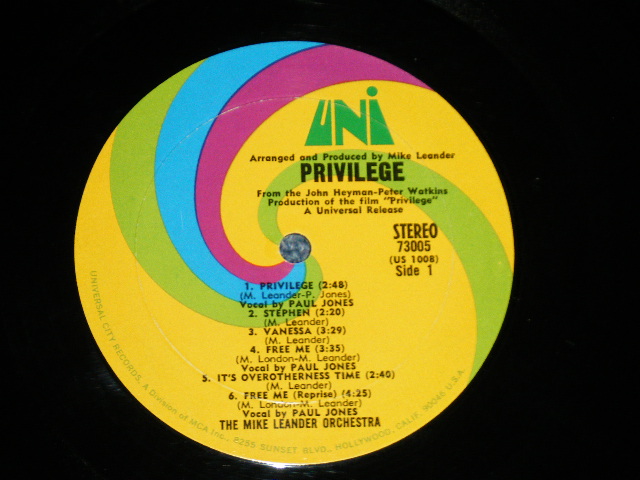 UNI
Arranged and Produced by Mike Leander
PRIVILEGE
From the John Heyman-Peter Watkins
Production of the film "Privilege"
A Universal Release
STEREO
73005
(US 1008)
Side 1
1. PRIVILEGE (2:48)
(M. Leander-P. Jones)
Vocal by PAUL JONES
2. STEPHEN (2:20)
(M. Leander)
3. VANESSA (3:29)
(M. Leander)
4. FREE ME (3:35)
(M. London-M. Leander)
Vocal by PAUL JONES
5. IT'S OVEROTHERNESS TIME (2:40)
(M. Leander)
6. FREE ME (Reprise) (4:25)
(M. London-M. Leander)
Vocal by PAUL JONES
THE MIKE LEANDER ORCHESTRA
UNIVERSAL CITY RECORDS, A Division of MCA Inc., 8255 SUNSET BLVD., HOLLYWOOD, CALIF. 90046 U.S.A.